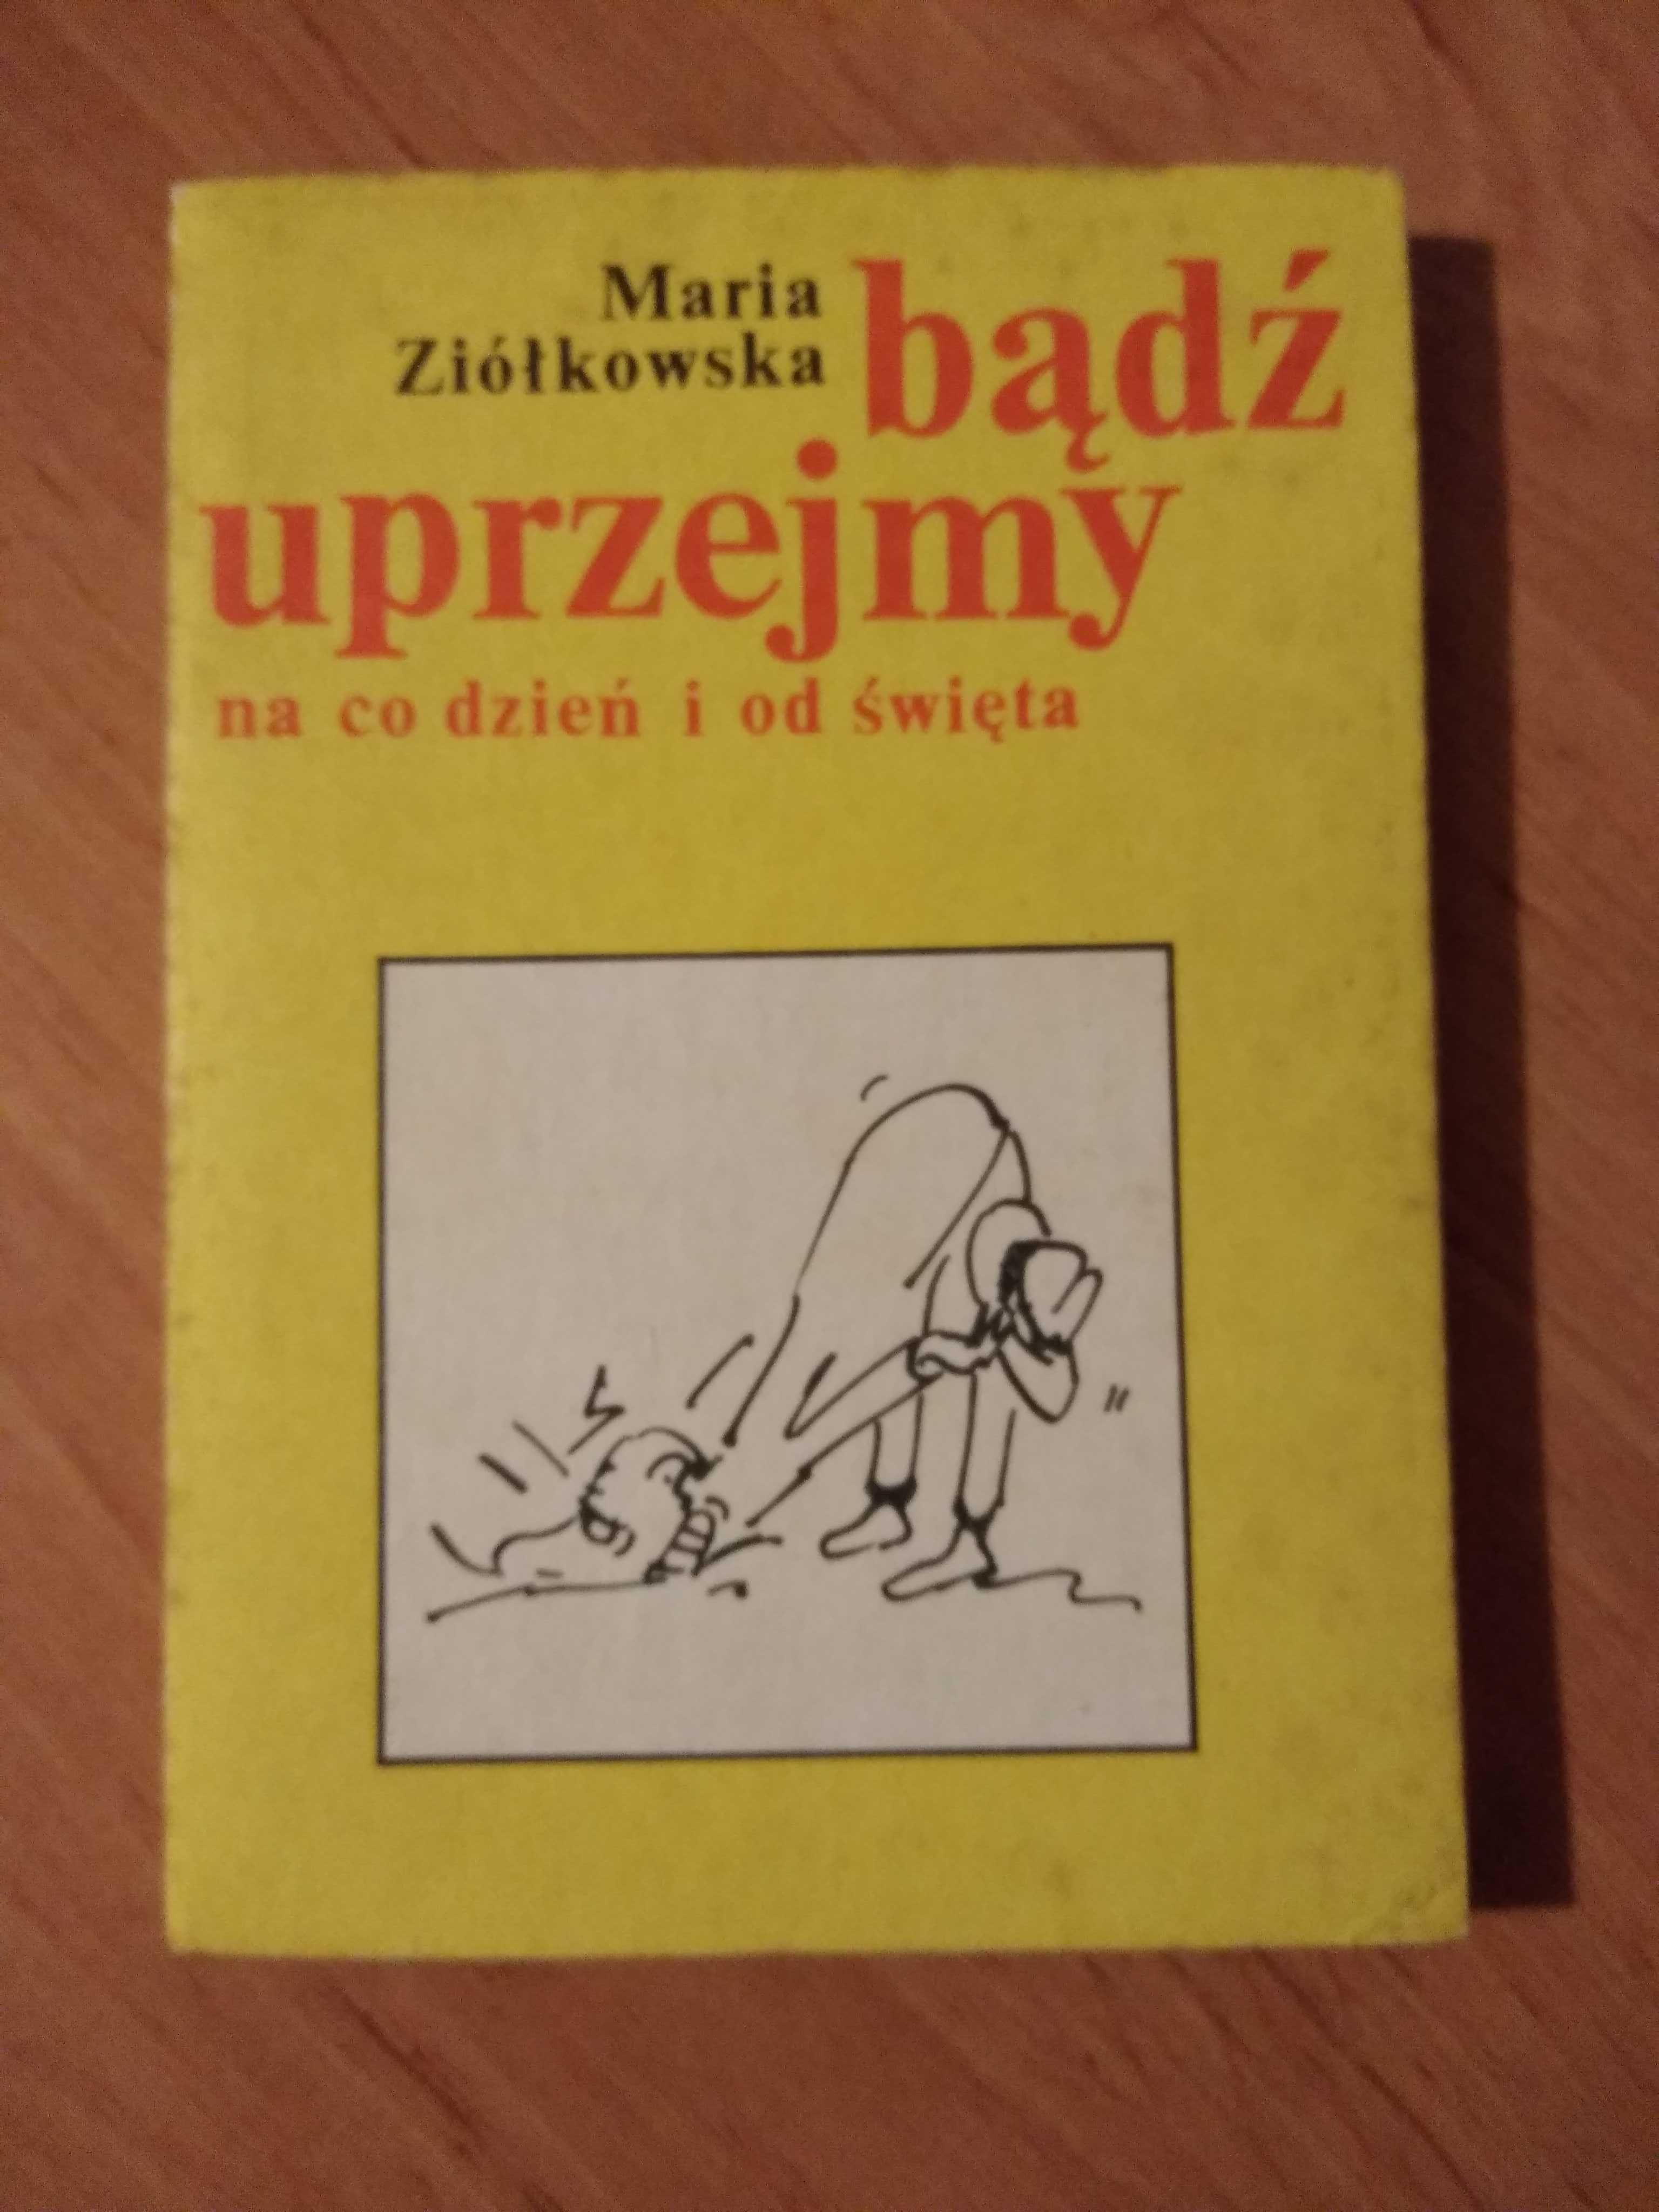 Maria
Ziółkowska
bądź
uprzejmy
na co dzień i od święta